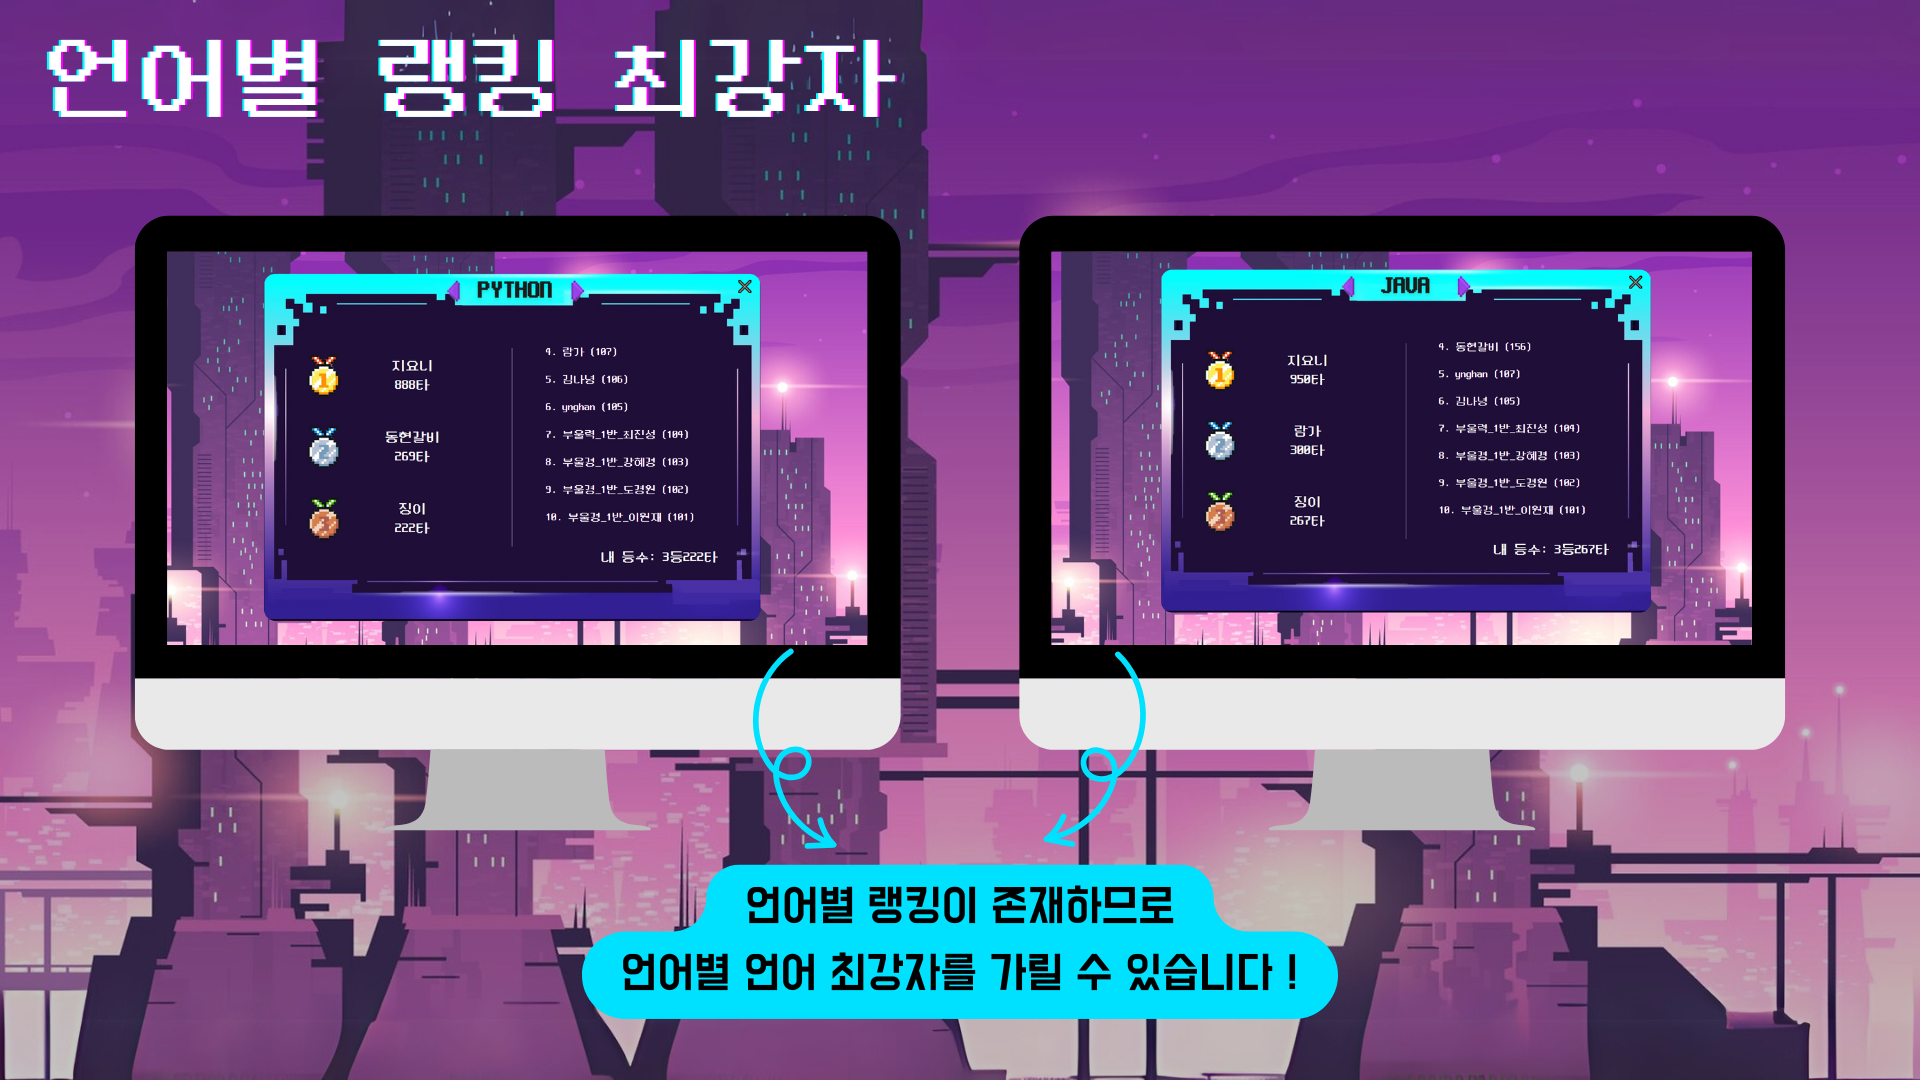 언어별 랭킹 최강자
PYTHON
지요니
888타
동현갈비
269타
징이
222타
4. 람가 (107)
5. 김나넝 (106)
6. ynghan (105)
7. 부울력_1반_최진성 (104)
8. 부울경_1반_강혜경 (103)
9. 부울경_1반_도경원 (102)
10. 부울경_1반_이원재 (101)
내 등수: 3등222타
JAVA
지요니
950타
람가
300타
징이
267타
4. 동현갈비 (156)
5. ynghan (107)
6. 김나넝 (105)
7. 부울력_1반_최진성 (104)
8. 부울경_1반_강혜경 (103)
9. 부울경_1반_도경원 (102)
10. 부울경_1반_이원재 (101)
내 등수: 3등267타
언어별 랭킹이 존재하므로
언어별 언어 최강자를 가릴 수 있습니다 !